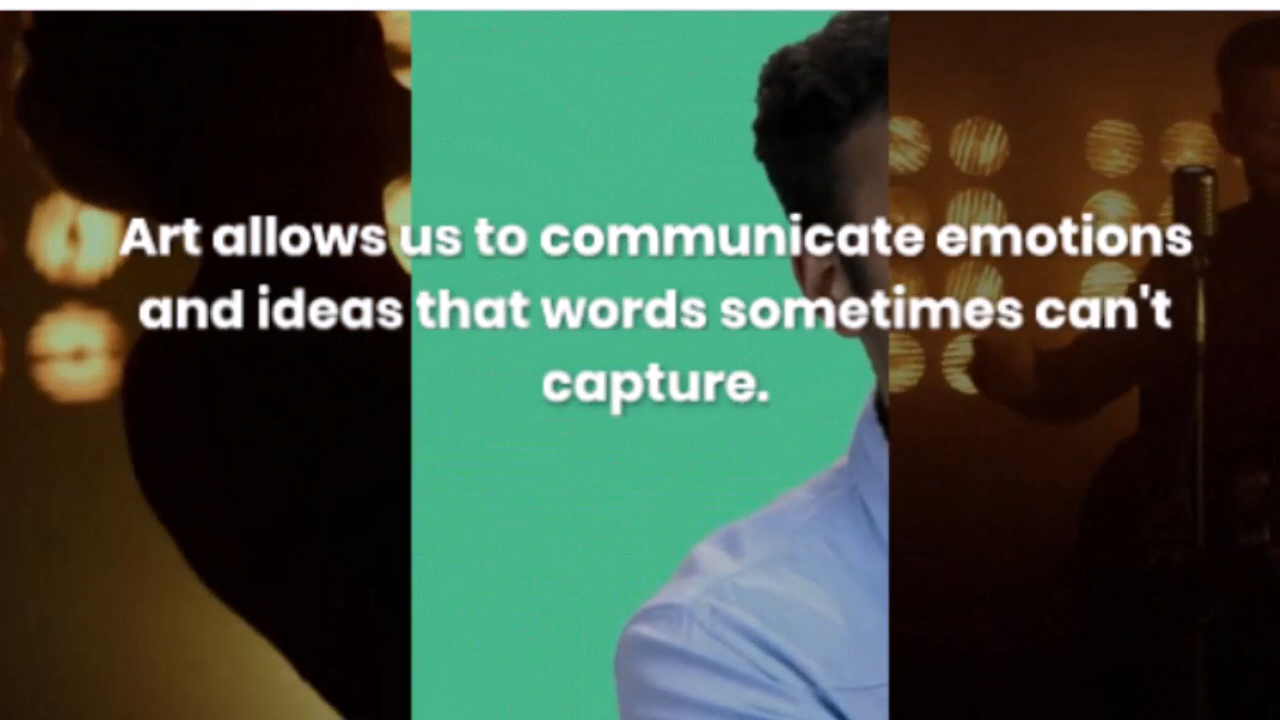 Art allows us to communicate emotions
and ideas that words sometimes can't
capture.